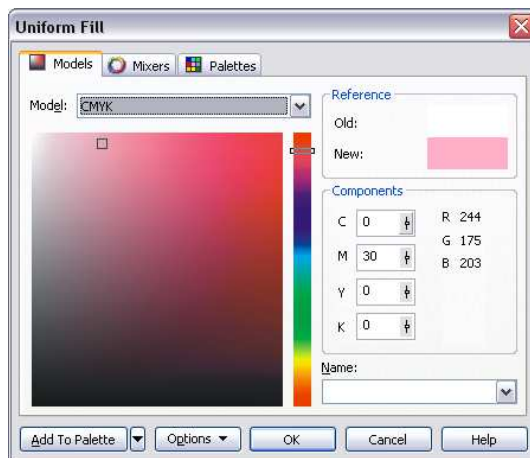 Uniform Fill
Models Mixers Palettes
Model: CMYK
Reference
Old:
New:
Components
C 0 R 244
G 175
M 30 B 203
Y 0
K 0
Name:
Add To Palette Options OK Cancel Help